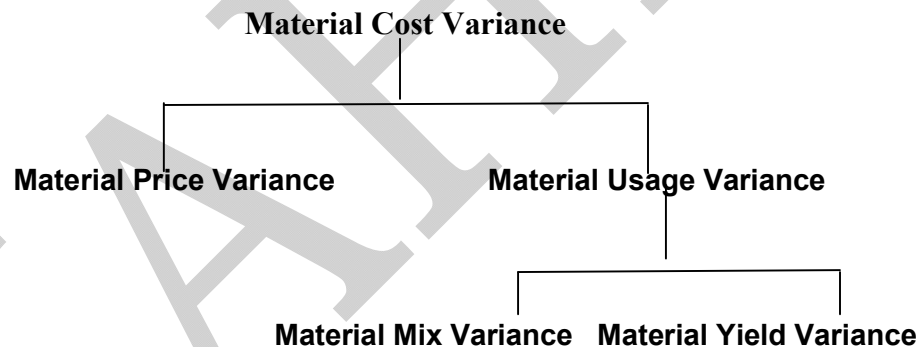 Material Cost Variance
Material Price Variance
Material Usage Variance
Material Mix Variance
Material Yield Variance